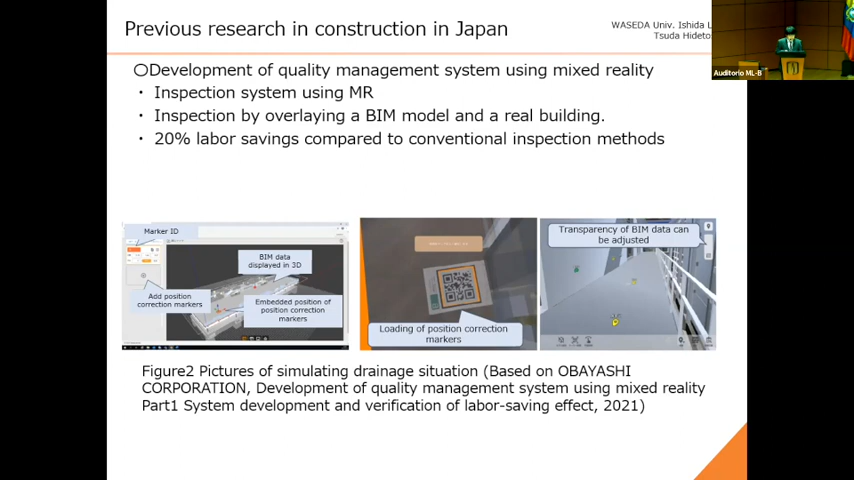 Previous research in construction in Japan
WASEDA Univ. Ishida L
Tsuda Hideto
Auditorio ML-B
〇Development of quality management system using mixed reality
・ Inspection system using MR
・ Inspection by overlaying a BIM model and a real building.
・ 20% labor savings compared to conventional inspection methods
Marker ID
BIM data
displayed in 3D
Add position
correction markers
Embedded position of
position correction
markers
Loading of position correction
markers
Transparency of BIM data can
be adjusted
Figure2 Pictures of simulating drainage situation (Based on OBAYASHI
CORPORATION, Development of quality management system using mixed reality
Part1 System development and verification of labor-saving effect, 2021)